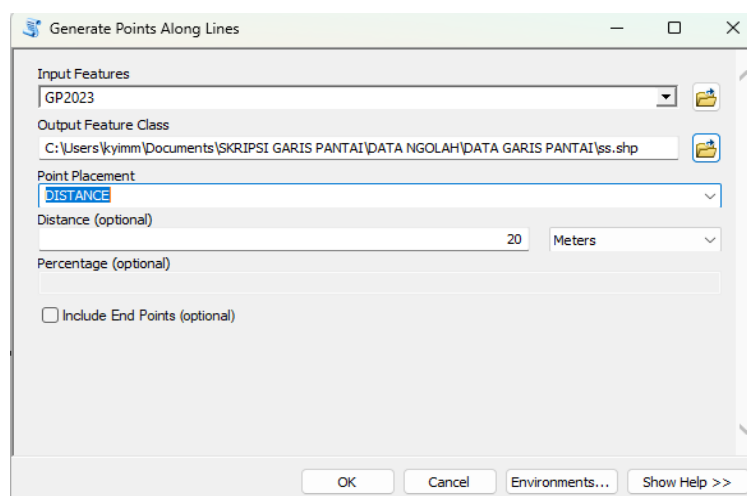 Generate Points Along Lines
Input Features
GP2023
Output Feature Class
C:\Users\kyimm\Documents\SKRIPSI GARIS PANTAI\DATA NGOLAH\DATA GARIS PANTAI\ss.shp
Point Placement
DISTANCE
Distance (optional)
20 Meters
Percentage (optional)
Include End Points (optional)
OK Cancel Environments... Show Help >>